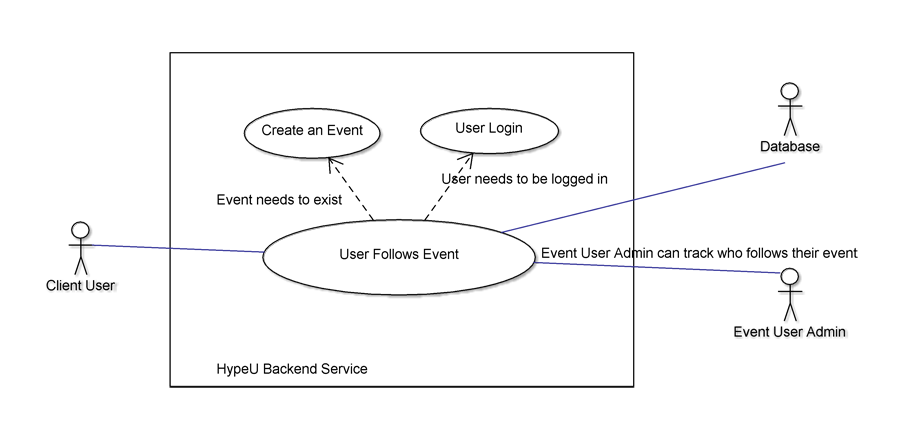 Create an Event
User Login
Database
User needs to be logged in
Event needs to exist
User Follows Event
Event User Admin can track who follows their event
Client User
Event User Admin
HypeU Backend Service